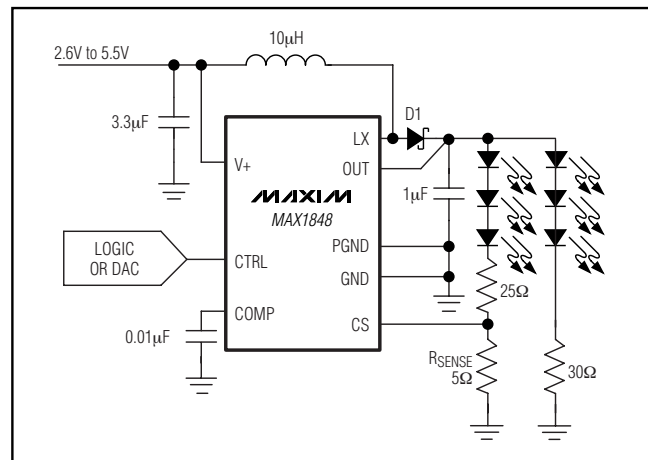 2.6V to 5.5V
10µH
3.3µF
D1
LX
OUT
V+
MAXIM
MAX1848
1µF
PGND
GND
LOGIC
OR DAC
CTRL
COMP
CS
0.01µF
25Ω
RSENSE
5Ω
30Ω